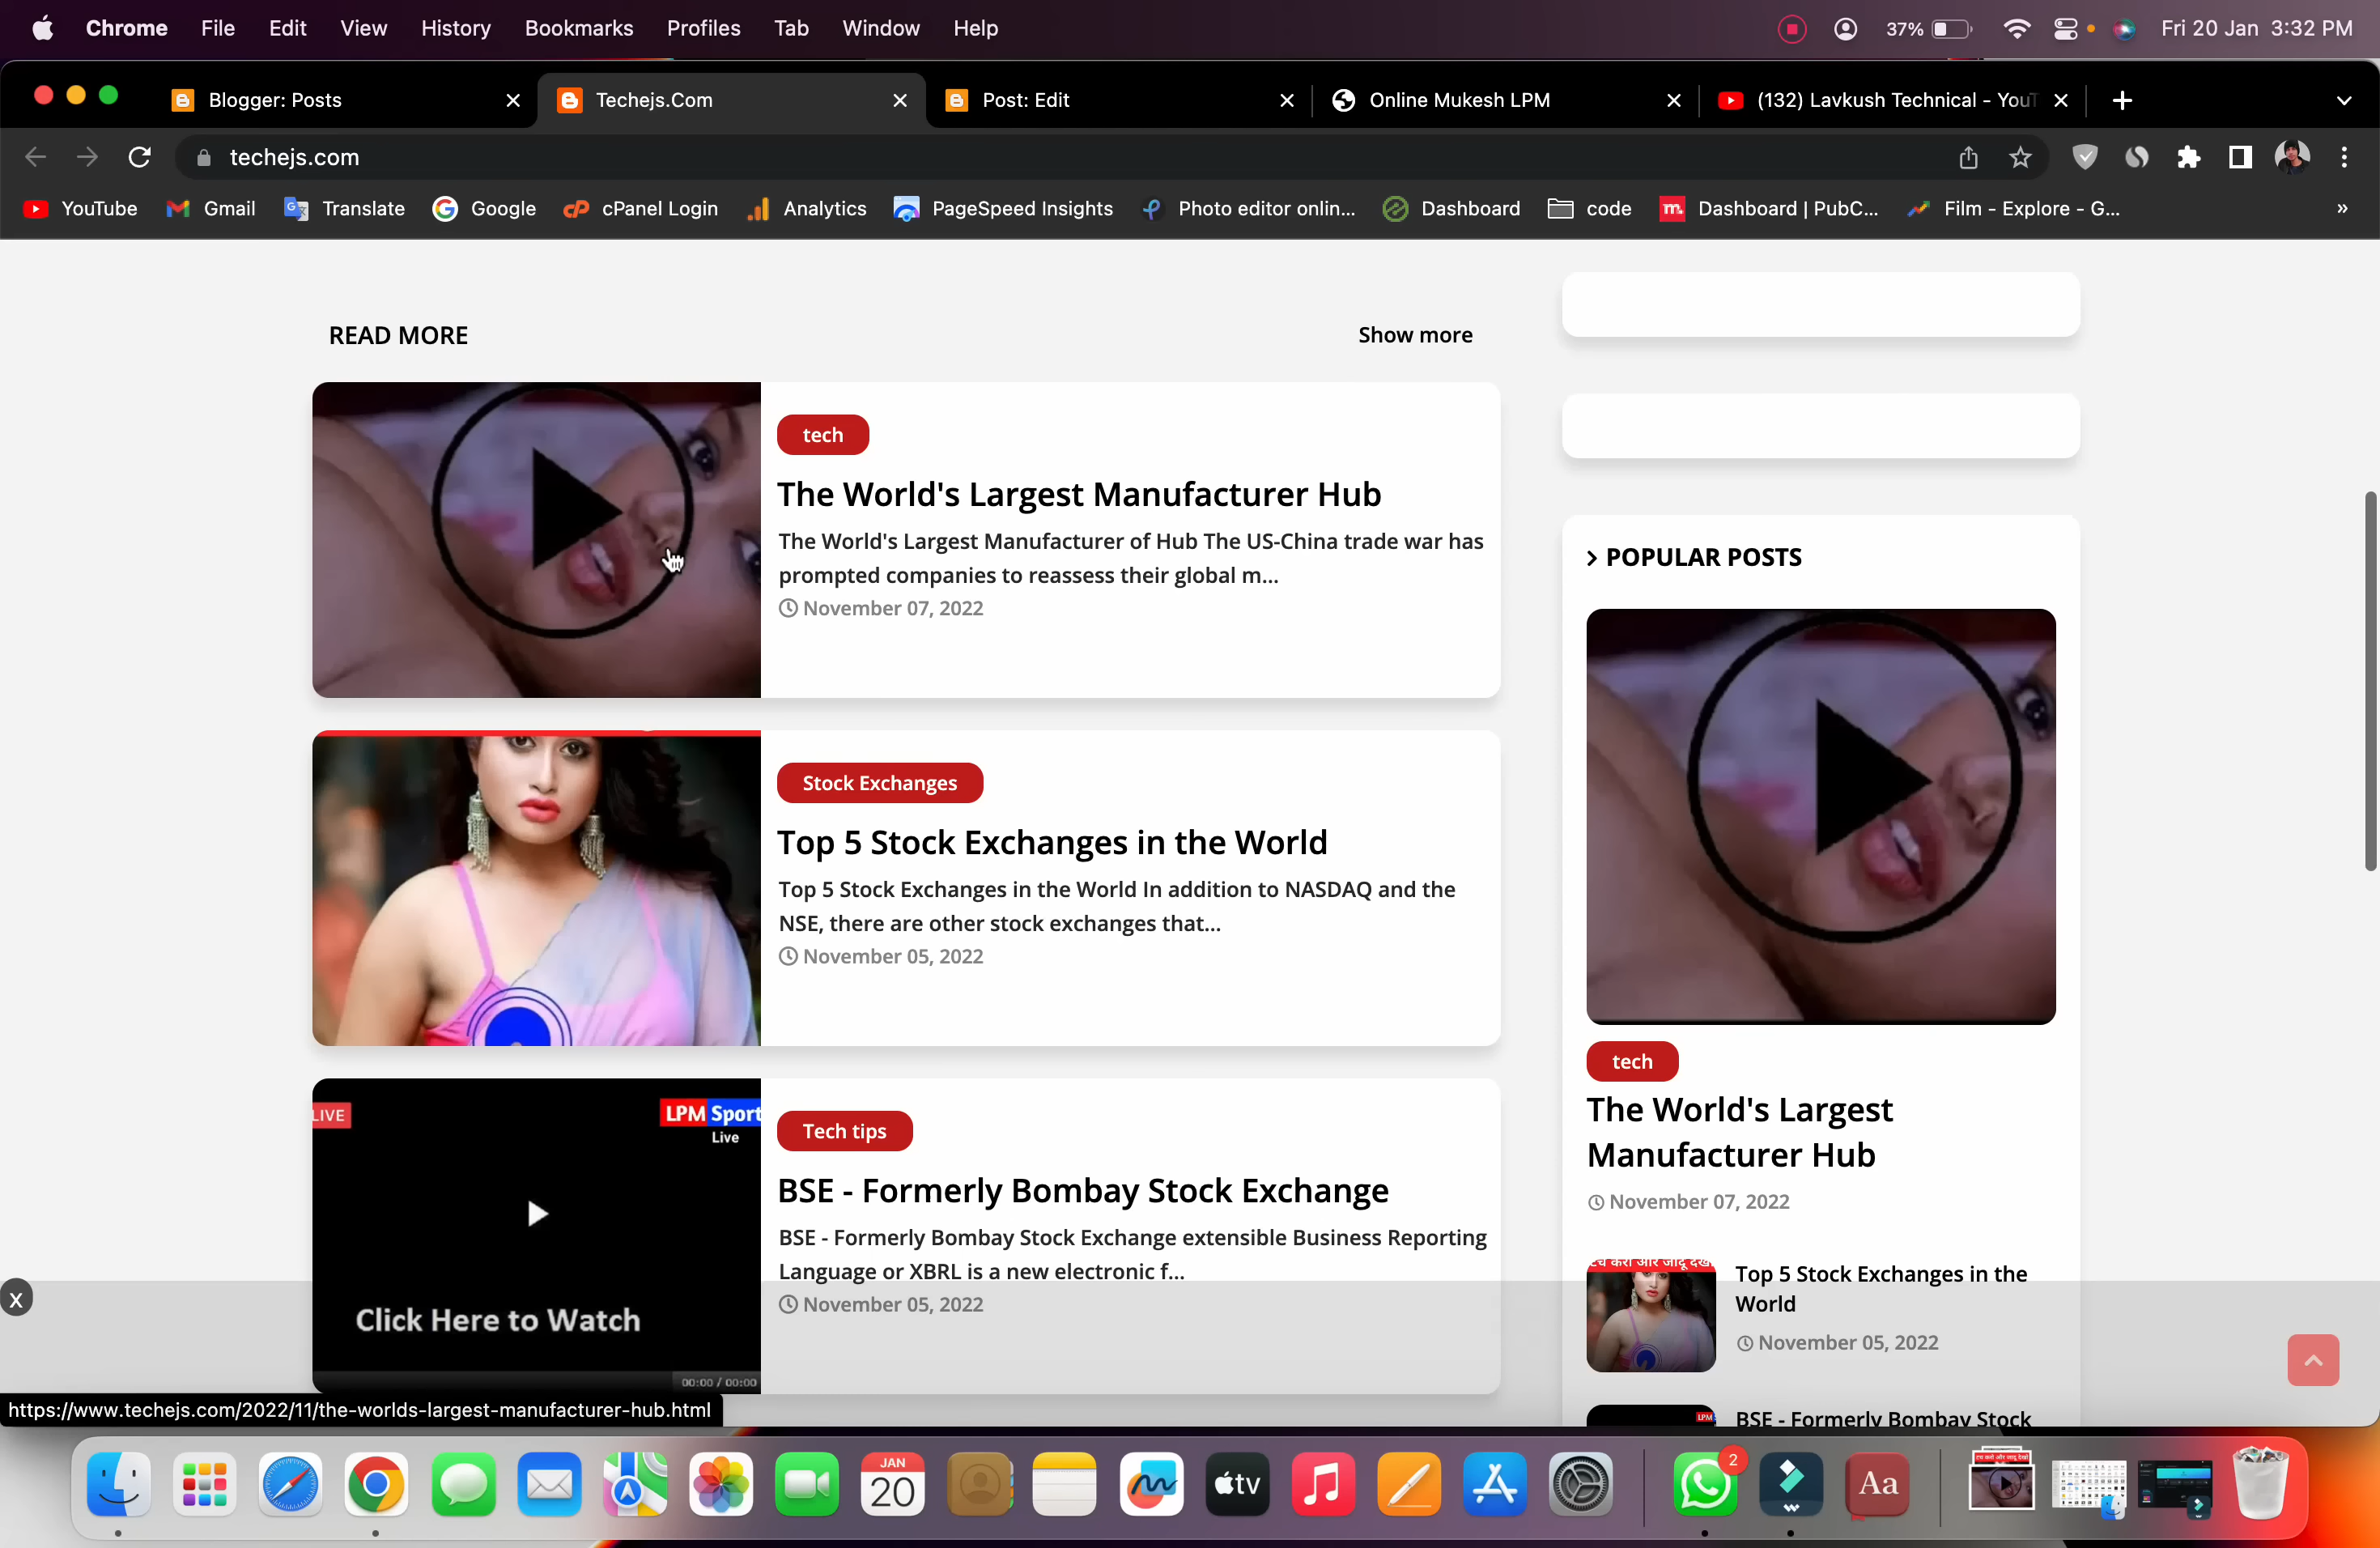 Chrome File Edit View History Bookmarks Profiles Tab Window Help 37% Fri 20 Jan 3:32 PM
Blogger: Posts Techejs.Com Post: Edit Online Mukesh LPM (132) Lavkush Technical - YouT
techejs.com
YouTube Gmail Translate Google cPanel Login Analytics PageSpeed Insights Photo editor onlin... Dashboard code Dashboard | PubC... Film - Explore - G... »
READ MORE Show more
tech
The World's Largest Manufacturer Hub
The World's Largest Manufacturer of Hub The US-China trade war has
prompted companies to reassess their global m...
November 07, 2022
Stock Exchanges
Top 5 Stock Exchanges in the World
Top 5 Stock Exchanges in the World In addition to NASDAQ and the
NSE, there are other stock exchanges that...
November 05, 2022
LIVE
LPM Sport
Live
Click Here to Watch
00:00 / 00:00
Tech tips
BSE - Formerly Bombay Stock Exchange
BSE - Formerly Bombay Stock Exchange extensible Business Reporting
Language or XBRL is a new electronic f...
November 05, 2022
POPULAR POSTS
tech
The World's Largest
Manufacturer Hub
November 07, 2022
टच करो और जादू देखो
Top 5 Stock Exchanges in the
World
November 05, 2022
LPM
BSE - Formerly Bombay Stock
x
https://www.techejs.com/2022/11/the-worlds-largest-manufacturer-hub.html
JAN
20
tv
2
Aa